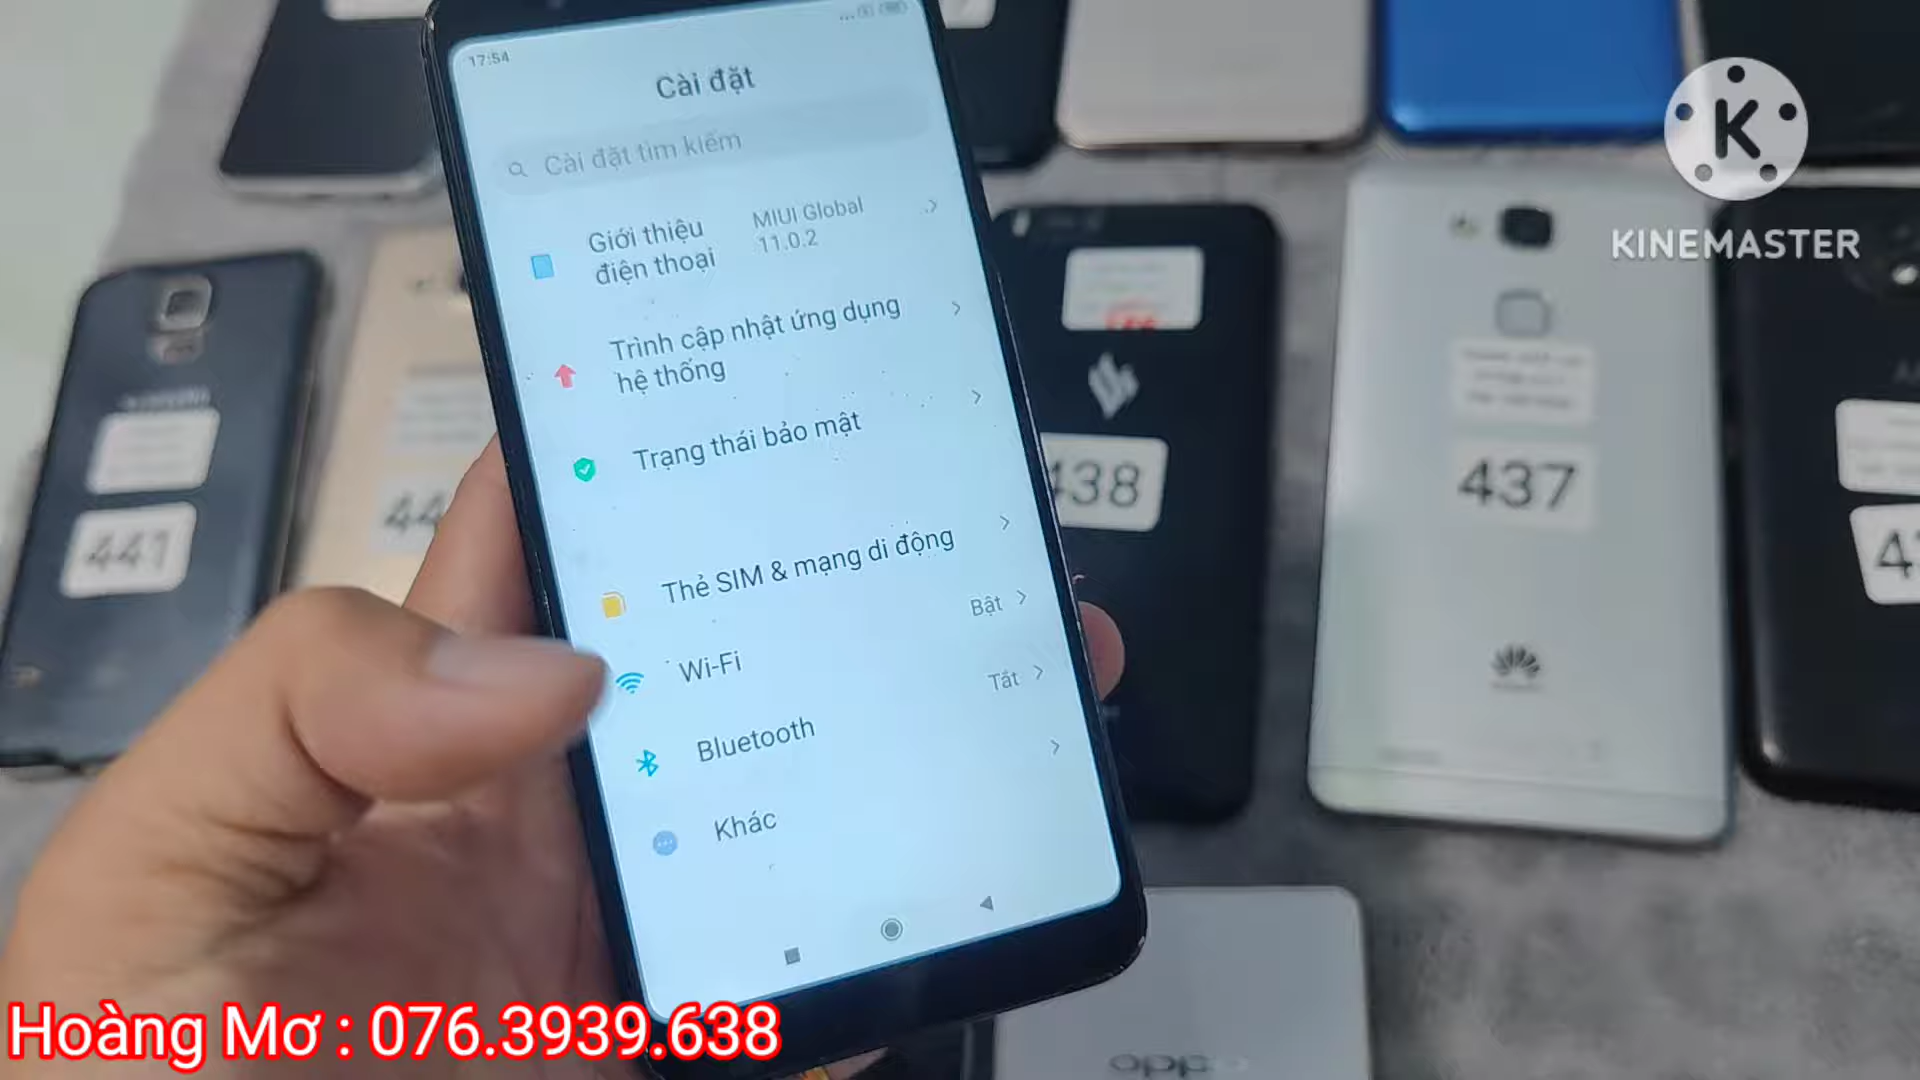 17:54
Cài đặt
Cài đặt tìm kiếm
Giới thiệu
điện thoại
MIUI Global
11.0.2
Trình cập nhật ứng dụng
hệ thống
Trạng thái bảo mật
Thẻ SIM & mạng di động
Wi-Fi
Bật
Bluetooth
Tắt
Khác
K
KINEMASTER
441
44
438
437
43
oppo
Hoàng Mơ : 076.3939.638